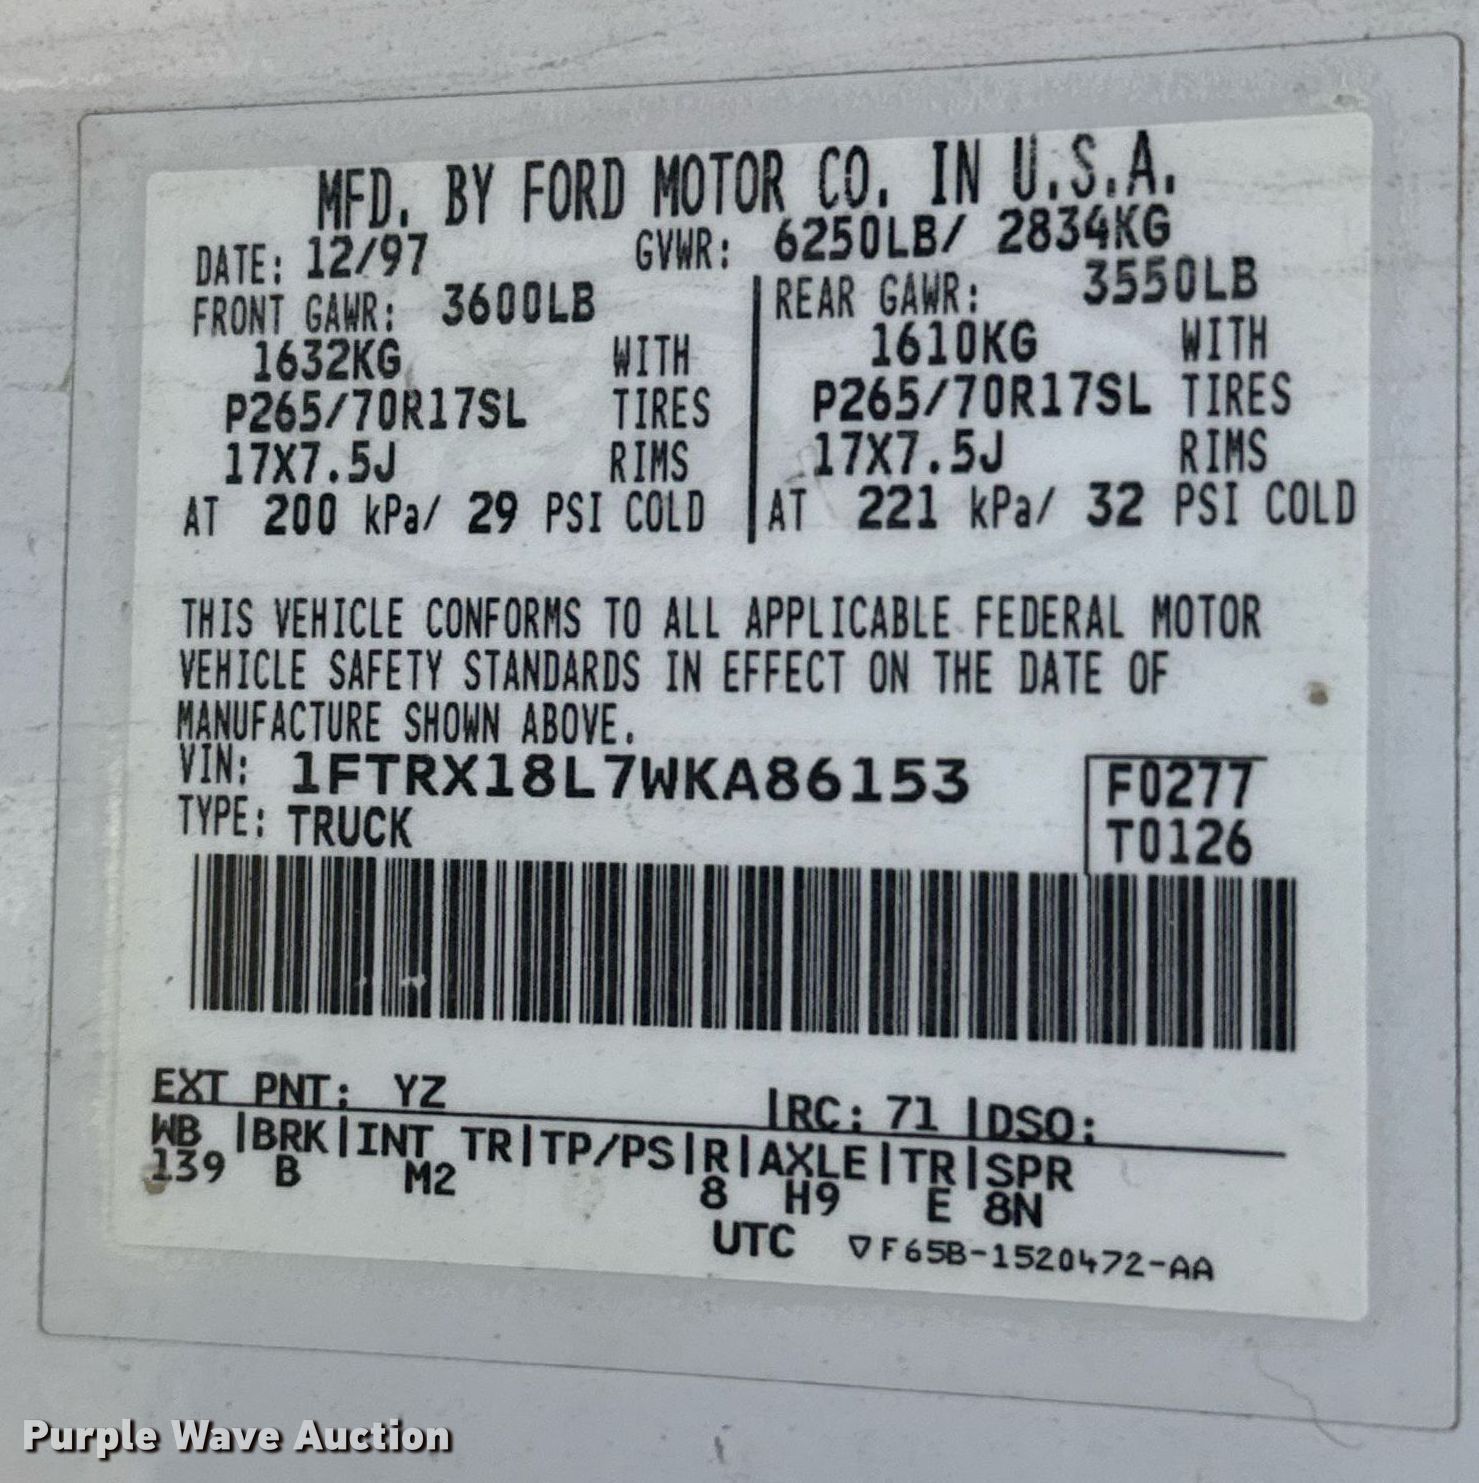 MFD. BY FORD MOTOR CO. IN U.S.A.
DATE: 12/97 GVWR: 6250LB/ 2834KG
FRONT GAWR: 3600LB REAR GAWR: 3550LB
1632KG WITH 1610KG WITH
P265/70R17SL TIRES P265/70R17SL TIRES
17X7.5J RIMS 17X7.5J RIMS
AT 200 kPa/ 29 PSI COLD AT 221 kPa/ 32 PSI COLD
THIS VEHICLE CONFORMS TO ALL APPLICABLE FEDERAL MOTOR
VEHICLE SAFETY STANDARDS IN EFFECT ON THE DATE OF
MANUFACTURE SHOWN ABOVE.
VIN: 1FTRX18L7WKA86153 F0277
TYPE: TRUCK T0126
EXT PNT: YZ |RC: 71 |DSO:
WB |BRK|INT TR|TP/PS|R|AXLE|TR|SPR
139 B M2 8 H9 E 8N
UTC ▽F65B-1520472-AA
Purple Wave Auction